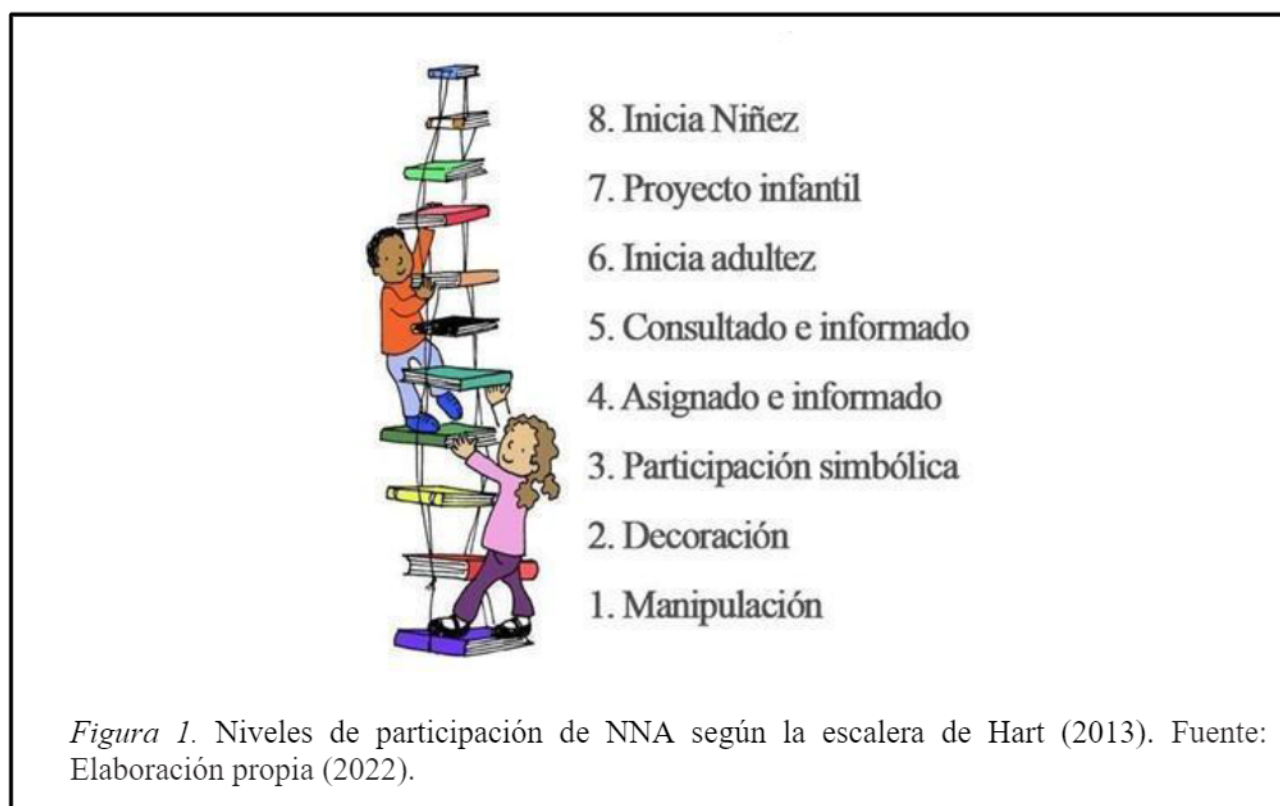 8. Inicia Niñez
7. Proyecto infantil
6. Inicia adultez
5. Consultado e informado
4. Asignado e informado
3. Participación simbólica
2. Decoración
1. Manipulación
Figura 1. Niveles de participación de NNA según la escalera de Hart (2013). Fuente:
Elaboración propia (2022).